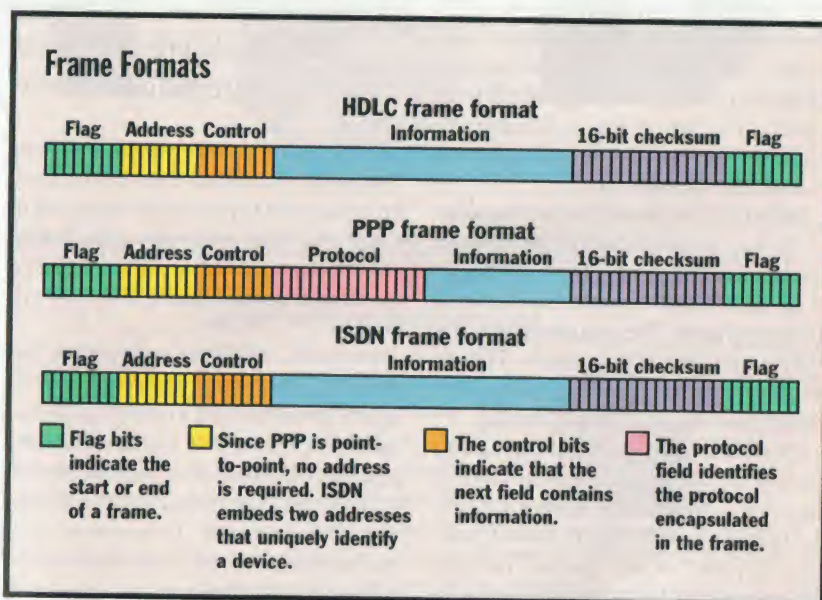 Frame Formats
HDLC frame format
Flag Address Control Information 16-bit checksum Flag
PPP frame format
Flag Address Control Protocol Information 16-bit checksum Flag
ISDN frame format
Flag Address Control Information 16-bit checksum Flag
Flag bits
indicate the
start or end
of a frame.
Since PPP is point-
to-point, no address
is required. ISDN
embeds two addresses
that uniquely identify
a device.
The control bits
indicate that the
next field contains
information.
The protocol
field identifies
the protocol
encapsulated
in the frame.